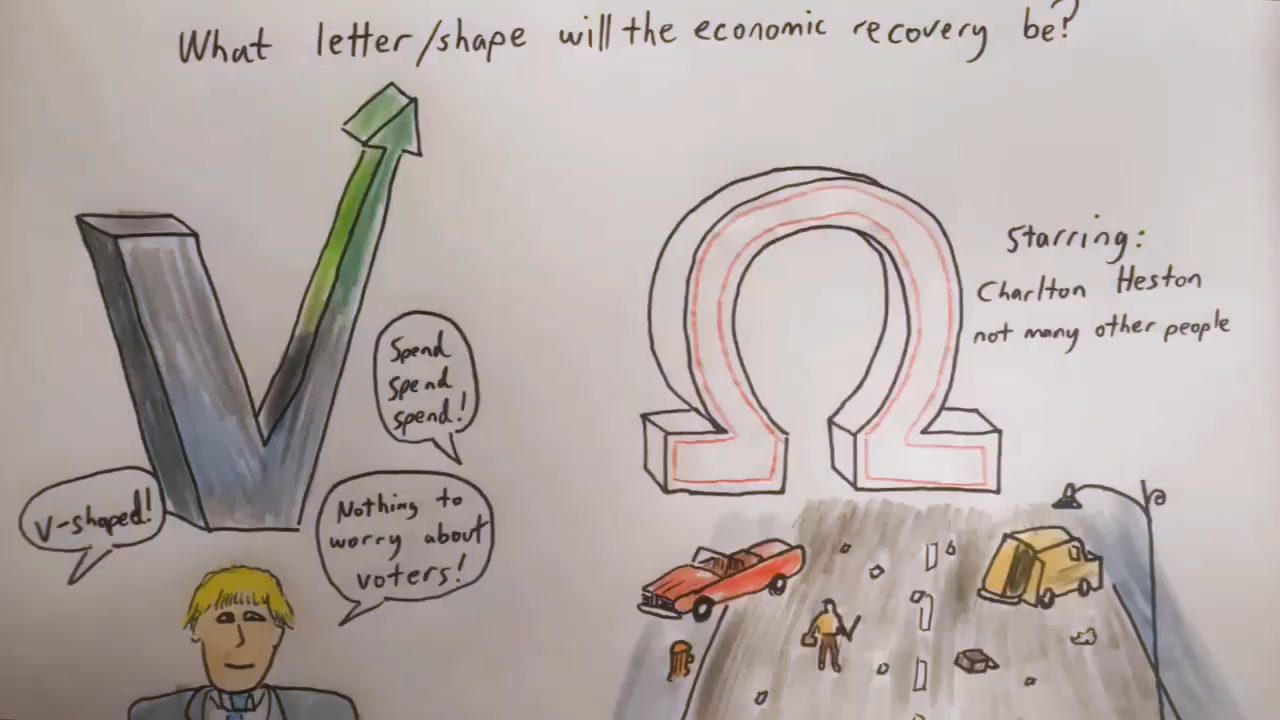 What letter/shape will the economic recovery be?
Spend
spend
spend!
V-shaped!
Nothing to
worry about
voters!
Starring:
Charlton Heston
not many other people